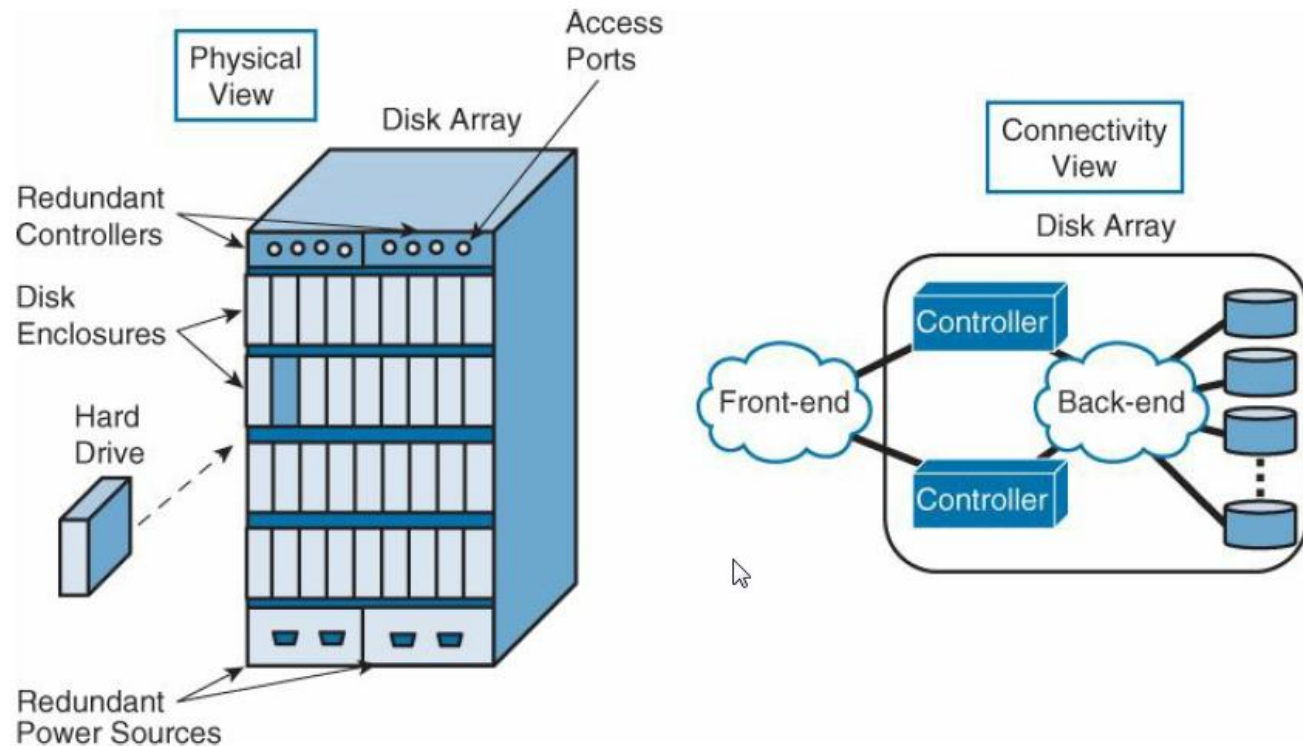 Physical
View
Access
Ports
Disk Array
Redundant
Controllers
Disk
Enclosures
Hard
Drive
Redundant
Power Sources
Connectivity
View
Disk Array
Controller
Front-end
Back-end
Controller